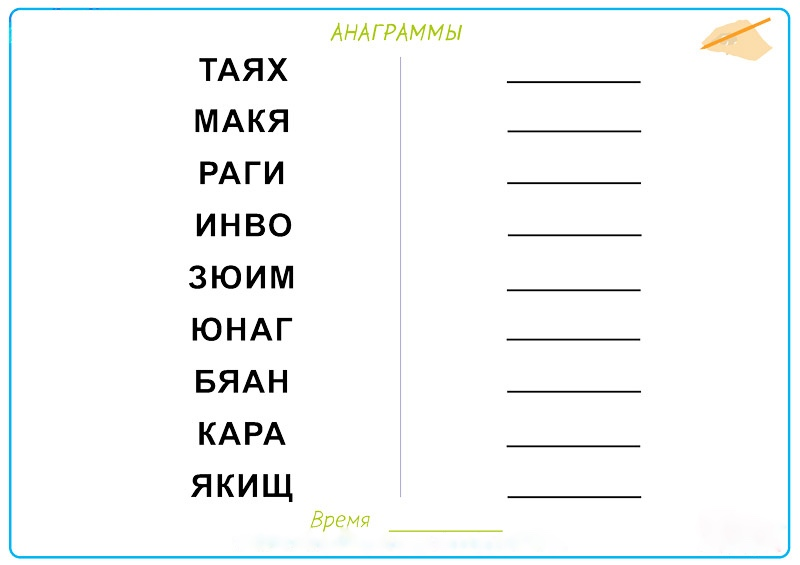 АНАГРАММЫ
ТАЯХ
МАКЯ
РАГИ
ИНВО
ЗЮИМ
ЮНАГ
БЯАН
КАРА
ЯКИЩ
Время